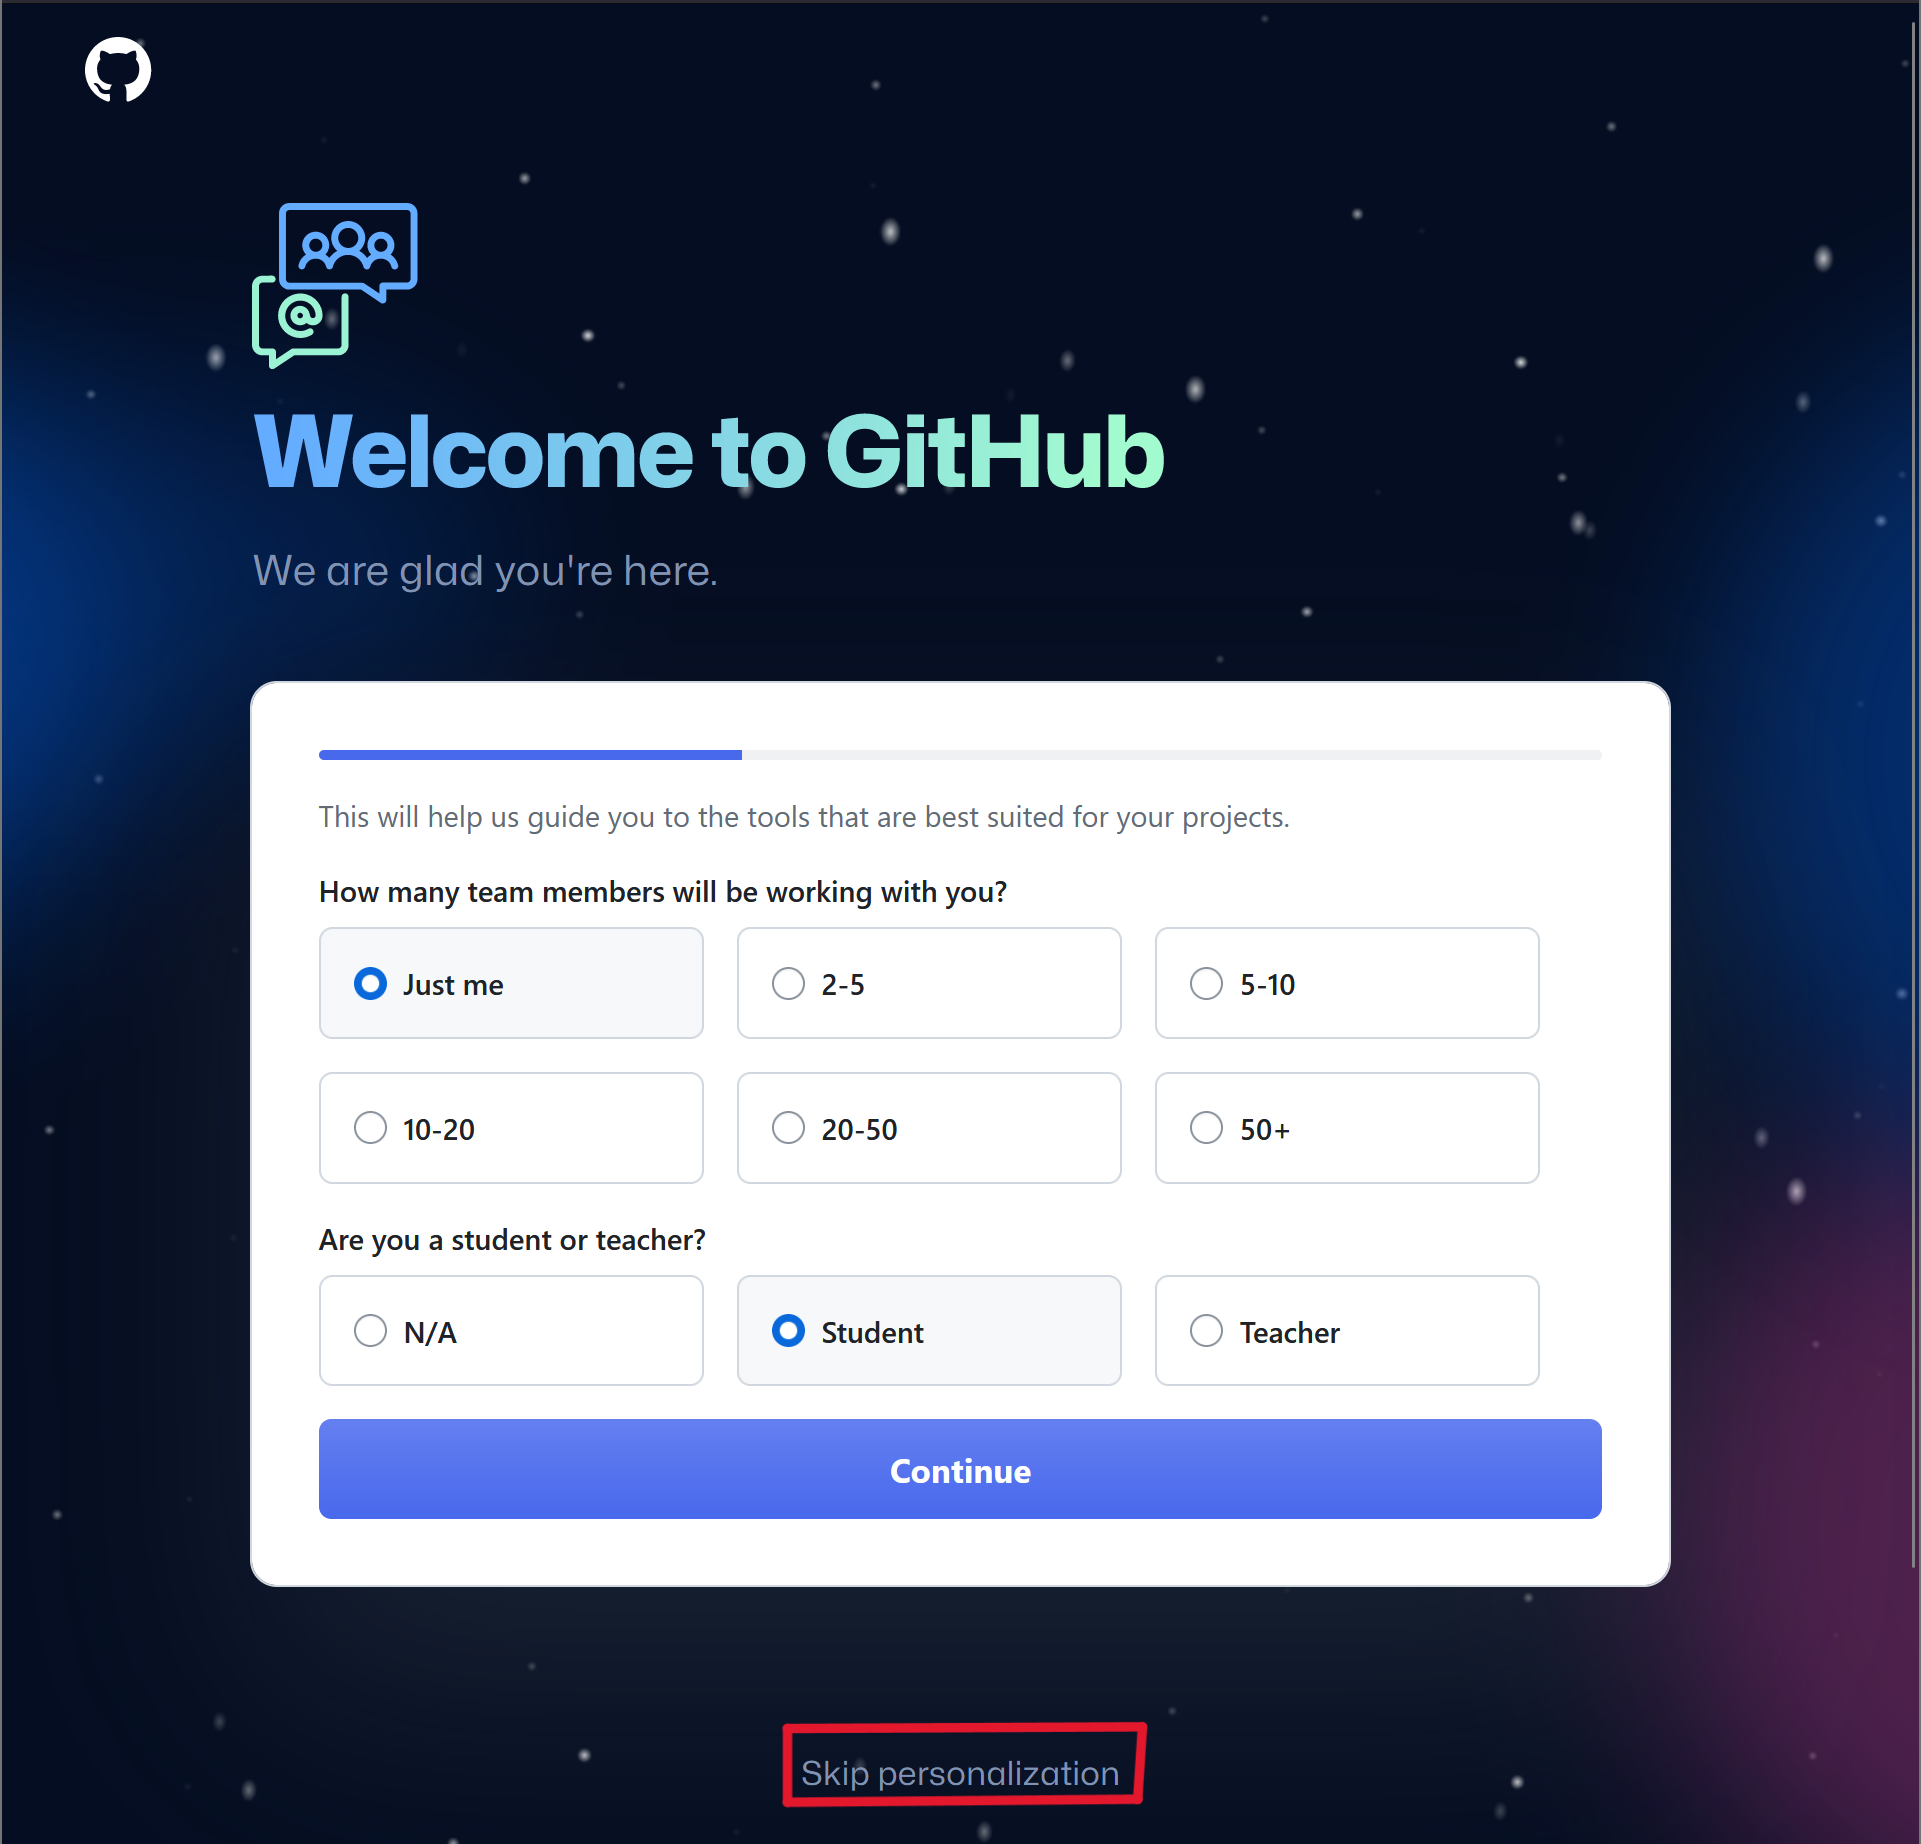 Welcome to GitHub
We are glad you're here.
This will help us guide you to the tools that are best suited for your projects.
How many team members will be working with you?
Just me
2-5
5-10
10-20
20-50
50+
Are you a student or teacher?
N/A
Student
Teacher
Continue
Skip personalization